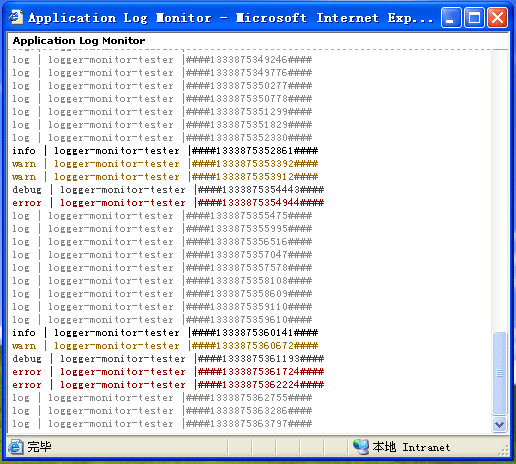 Application Log Monitor - Microsoft Internet Exp...
Application Log Monitor
log | logger-monitor-tester |####1333875349246####
log | logger-monitor-tester |####1333875349776####
log | logger-monitor-tester |####1333875350277####
log | logger-monitor-tester |####1333875350778####
log | logger-monitor-tester |####1333875351299####
log | logger-monitor-tester |####1333875351829####
log | logger-monitor-tester |####1333875352330####
info | logger-monitor-tester |####1333875352861####
warn | logger-monitor-tester |####1333875353392####
warn | logger-monitor-tester |####1333875353912####
debug | logger-monitor-tester |####1333875354443####
error | logger-monitor-tester |####1333875354944####
log | logger-monitor-tester |####1333875355475####
log | logger-monitor-tester |####1333875355995####
log | logger-monitor-tester |####1333875356516####
log | logger-monitor-tester |####1333875357047####
log | logger-monitor-tester |####1333875357578####
log | logger-monitor-tester |####1333875358108####
log | logger-monitor-tester |####1333875358609####
log | logger-monitor-tester |####1333875359110####
log | logger-monitor-tester |####1333875359610####
info | logger-monitor-tester |####1333875360141####
warn | logger-monitor-tester |####1333875360672####
debug | logger-monitor-tester |####1333875361193####
error | logger-monitor-tester |####1333875361724####
error | logger-monitor-tester |####1333875362224####
log | logger-monitor-tester |####1333875362755####
log | logger-monitor-tester |####1333875363286####
log | logger-monitor-tester |####1333875363797####
完毕
本地 Intranet